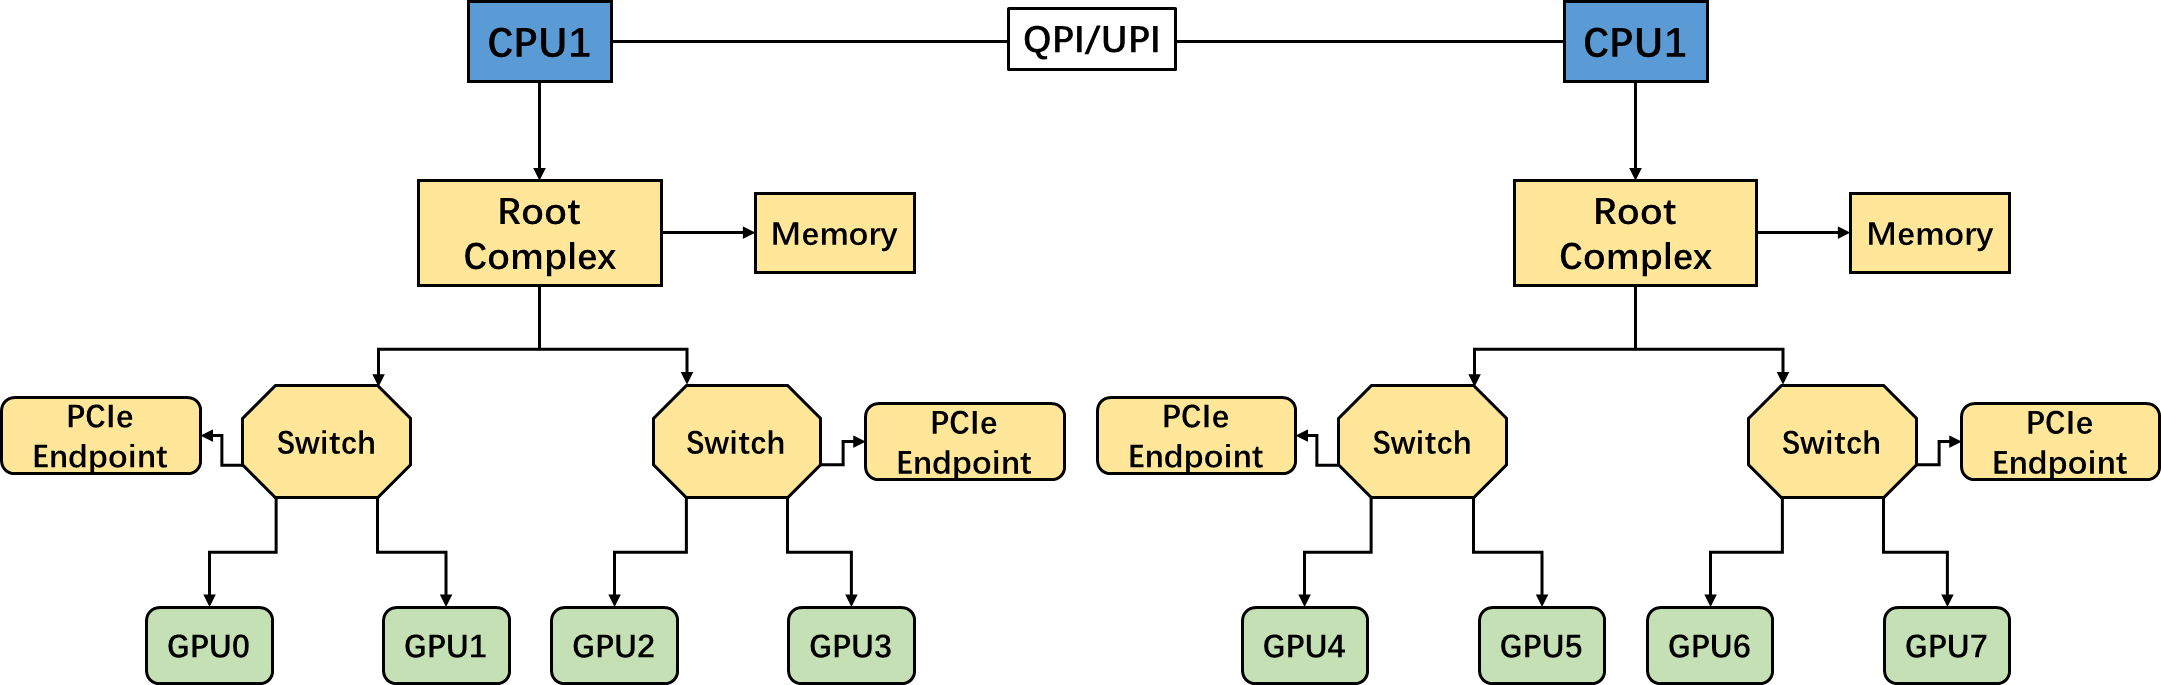 CPU1
QPI/UPI
CPU1
Root
Complex
Memory
Root
Complex
Memory
PCIe
Endpoint
Switch
Switch
PCIe
Endpoint
PCIe
Endpoint
Switch
Switch
PCIe
Endpoint
GPU0
GPU1
GPU2
GPU3
GPU4
GPU5
GPU6
GPU7